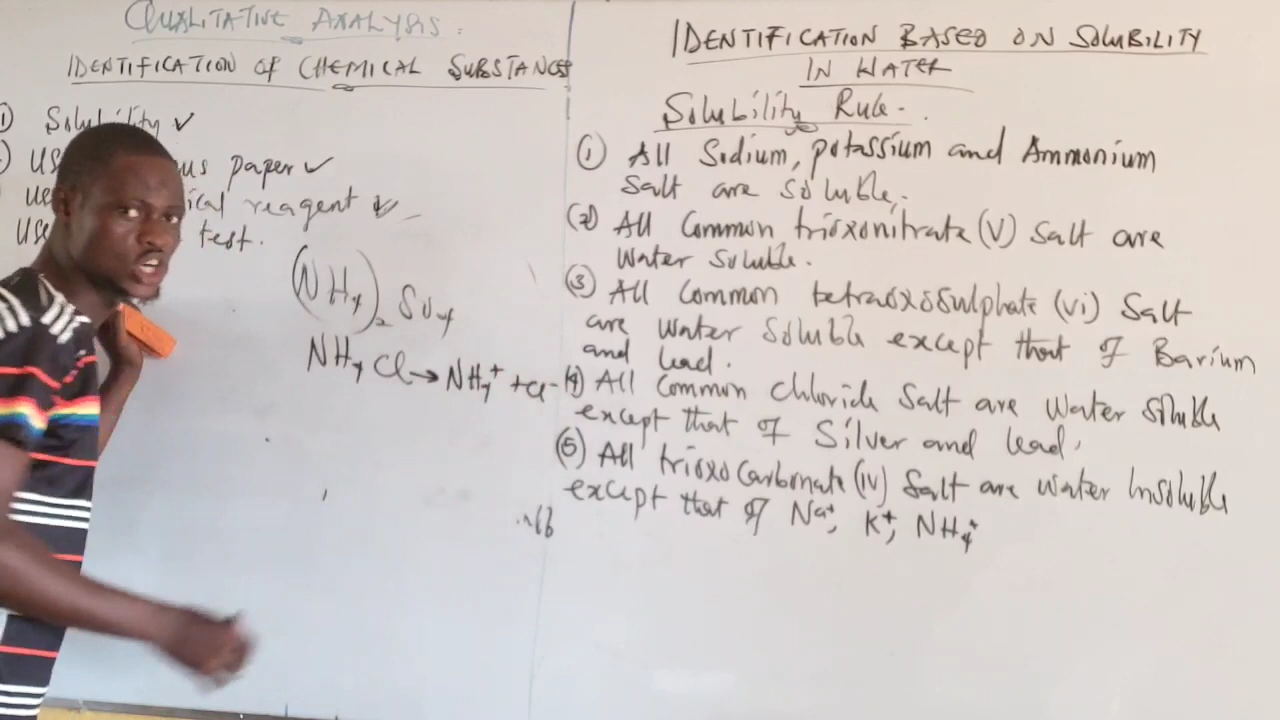 QUALITATIVE ANALYSIS.
IDENTIFICATION OF CHEMICAL SUBSTANCES
① Solubility ✓
us paper ✓
ical reagent ✓
test.
(NH4)2 SO4
NH4 Cl → NH4+ + Cl-
IDENTIFICATION BASED ON SOLUBILITY
IN WATER
Solubility Rule.
① All Sodium, potassium and Ammonium
Salt are soluble.
(2) All Common trioxonitrate (V) Salt are
Water soluble.
(3) All Common tetraoxosulphate (vi) Salt
are water soluble except that of Barium
and lead.
(4) All Common Chloride Salt are Water Soluble
except that of Silver and lead.
(5) All trioxocarbonate (iv) Salt are water Insoluble
except that of Na+, K+, NH4+